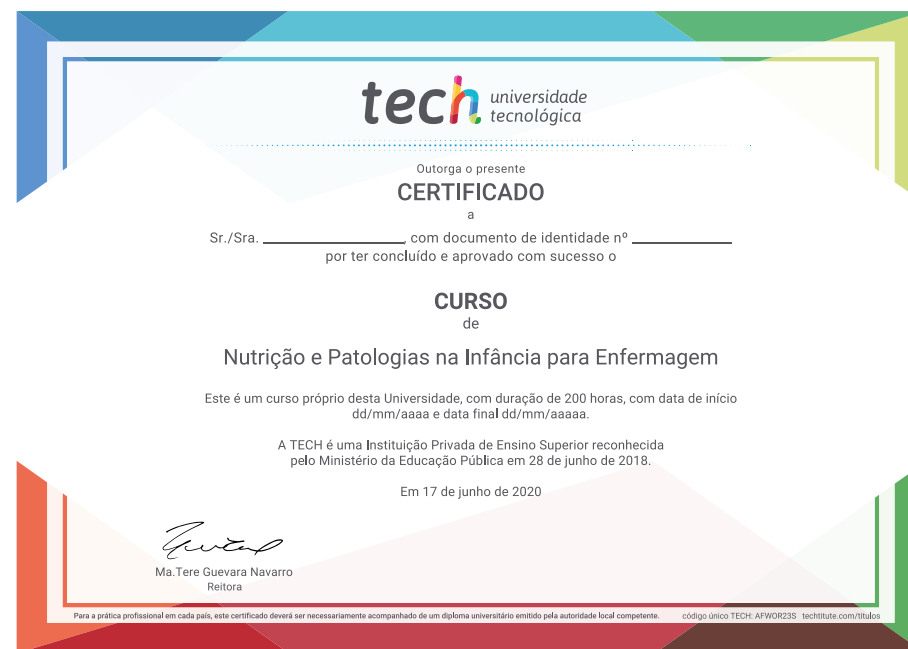 tech universidade
tecnológica
Outorga o presente
CERTIFICADO
a
Sr./Sra. ____________________, com documento de identidade nº ______________
por ter concluído e aprovado com sucesso o
CURSO
de
Nutrição e Patologias na Infância para Enfermagem
Este é um curso próprio desta Universidade, com duração de 200 horas, com data de início
dd/mm/aaaa e data final dd/mm/aaaaa.
A TECH é uma Instituição Privada de Ensino Superior reconhecida
pelo Ministério da Educação Pública em 28 de junho de 2018.
Em 17 de junho de 2020
Ma.Tere Guevara Navarro
Reitora
Para a prática profissional em cada país, este certificado deverá ser necessariamente acompanhado de um diploma universitário emitido pela autoridade local competente. código único TECH: AFWOR23S techtitute.com/titulos